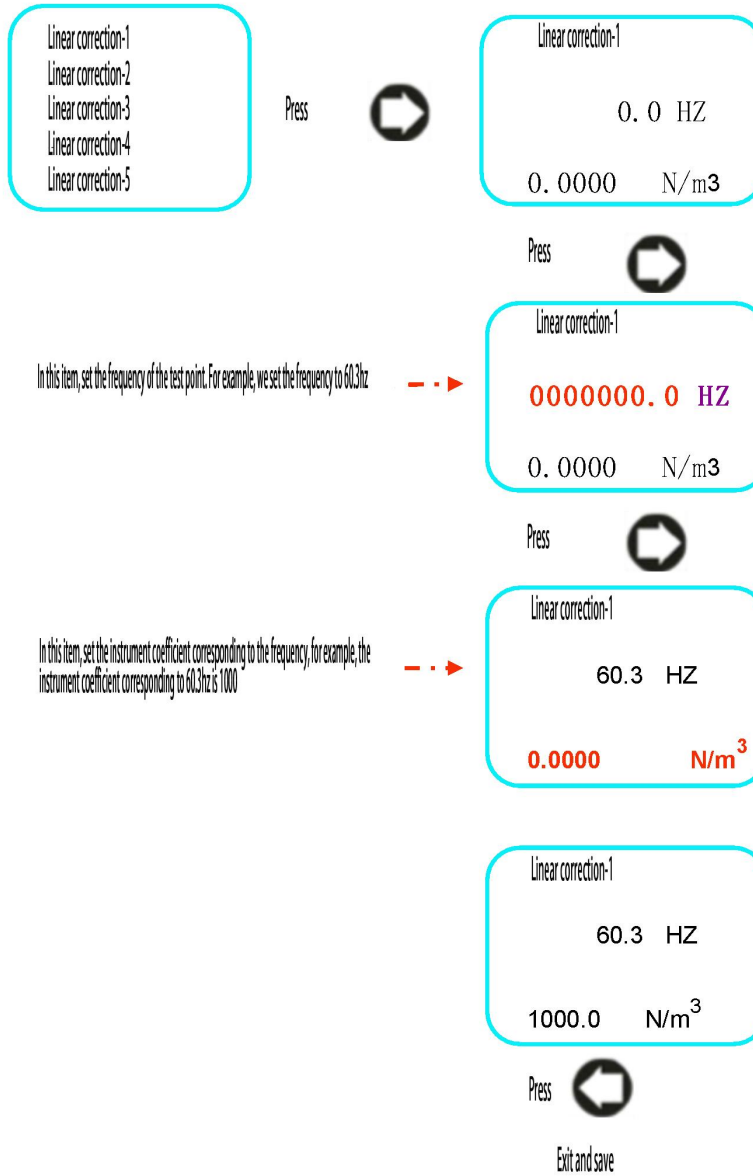 Linear correction-1
Linear correction-2
Linear correction-3
Linear correction-4
Linear correction-5
Press
Linear correction-1
0.0 HZ
0.0000 N/m3
Press
Linear correction-1
In this item, set the frequency of the test point. For example, we set the frequency to 60.3hz
0000000.0 HZ
0.0000 N/m3
Press
Linear correction-1
In this item, set the instrument coefficient corresponding to the frequency, for example, the
instrument coefficient corresponding to 60.3hz is 1000
60.3 HZ
0.0000 N/m³
Linear correction-1
60.3 HZ
1000.0 N/m³
Press
Exit and save